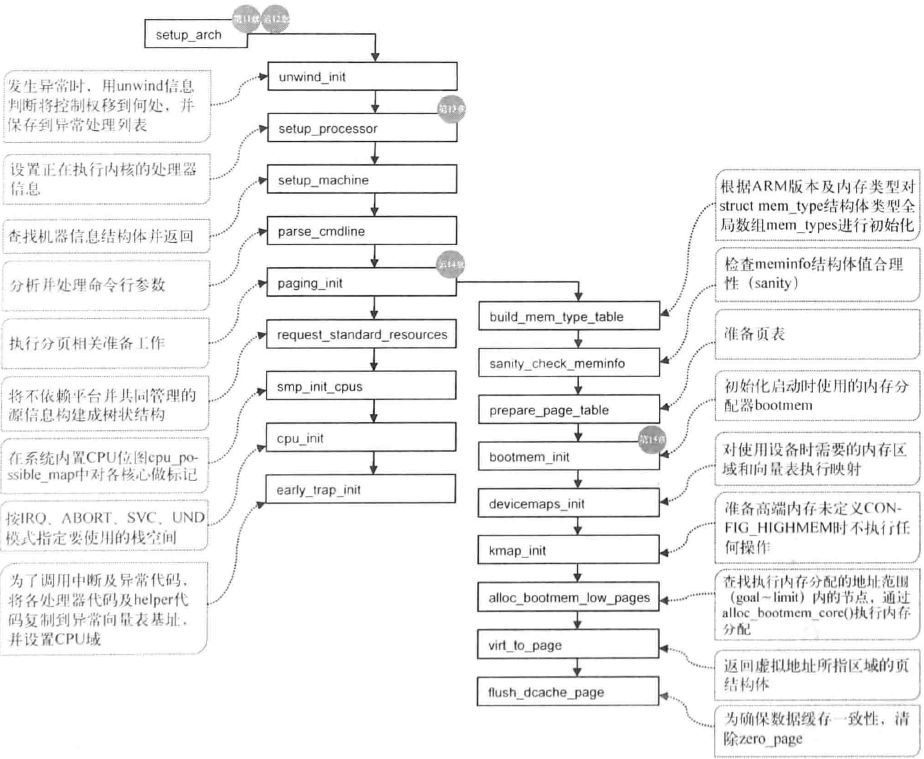 第11章 第12章
setup_arch
unwind_init
第13章
setup_processor
setup_machine
parse_cmdline
第14章
paging_init
request_standard_resources
smp_init_cpus
cpu_init
early_trap_init
发生异常时，用unwind信息
判断将控制权移到何处，并
保存到异常处理列表
设置正在执行内核的处理器
信息
查找机器信息结构体并返回
分析并处理命令行参数
执行分页相关准备工作
将不依赖平台并共同管理的
源信息构建成树状结构
在系统内置CPU位图cpu_po-
ssible_map中对各核心做标记
按IRQ、ABORT、SVC、UND
模式指定要使用的栈空间
为了调用中断及异常代码，
将各处理器代码及helper代
码复制到异常向量表基址，
并设置CPU域
build_mem_type_table
sanity_check_meminfo
prepare_page_table
第15章
bootmem_init
devicemaps_init
kmap_init
alloc_bootmem_low_pages
virt_to_page
flush_dcache_page
根据ARM版本及内存类型对
struct mem_type结构体类型全
局数组mem_types进行初始化
检查meminfo结构体值合理
性（sanity）
准备页表
初始化启动时使用的内存分
配器bootmem
对使用设备时需要的内存区
域和向量表执行映射
准备高端内存未定义CON-
FIG_HIGHMEM时不执行任
何操作
查找执行内存分配的地址范围
（goal~limit）内的节点，通过
alloc_bootmem_core()执行内存
分配
返回虚拟地址所指区域的页
结构体
为确保数据缓存一致性，清
除zero_page